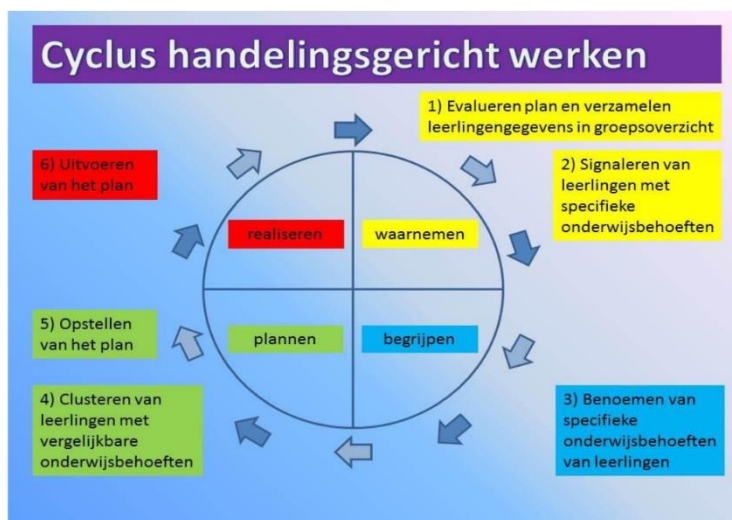 Cyclus handelingsgericht werken
1) Evalueren plan en verzamelen
leerlingengegevens in groepsoverzicht
2) Signaleren van
leerlingen met
specifieke
onderwijsbehoeften
3) Benoemen van
specifieke
onderwijsbehoeften
van leerlingen
4) Clusteren van
leerlingen met
vergelijkbare
onderwijsbehoeften
5) Opstellen
van het plan
6) Uitvoeren
van het plan
realiseren
waarnemen
plannen
begrijpen